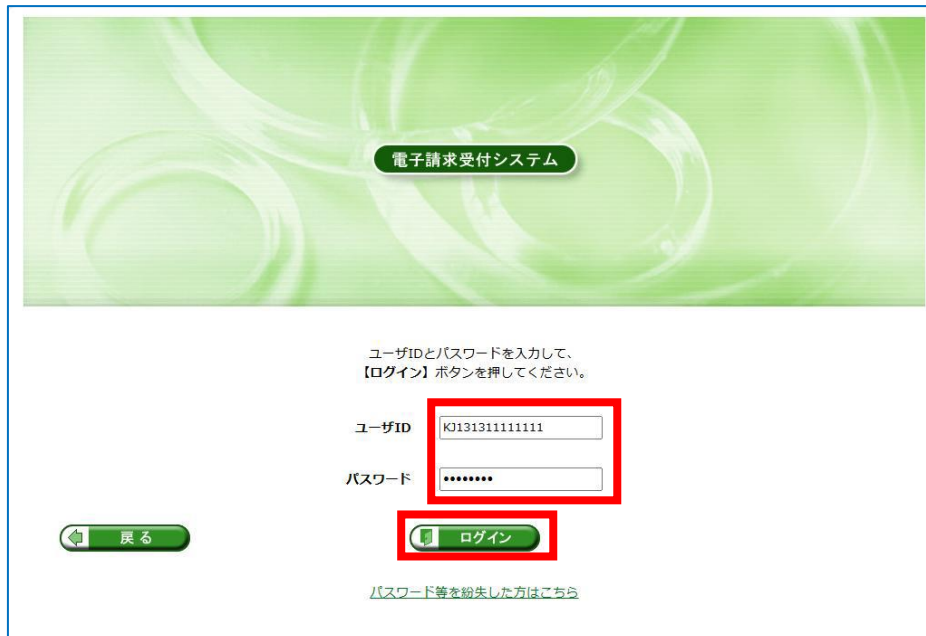 電子請求受付システム
ユーザIDとパスワードを入力して、
【ログイン】ボタンを押してください。
ユーザID KJ131311111111
パスワード ••••••••
戻る ログイン
パスワード等を紛失した方はこちら